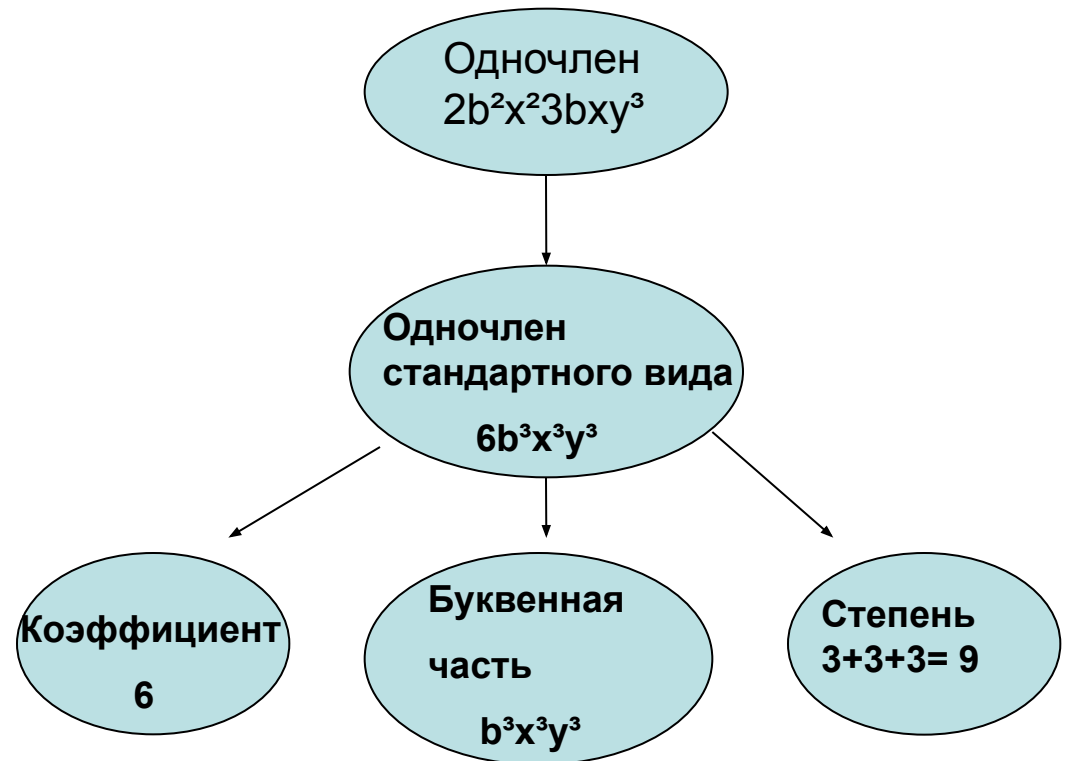 Одночлен
2b²x²3bxy³
Одночлен
стандартного вида
6b³x³y³
Коэффициент
6
Буквенная
часть
b³x³y³
Степень
3+3+3= 9